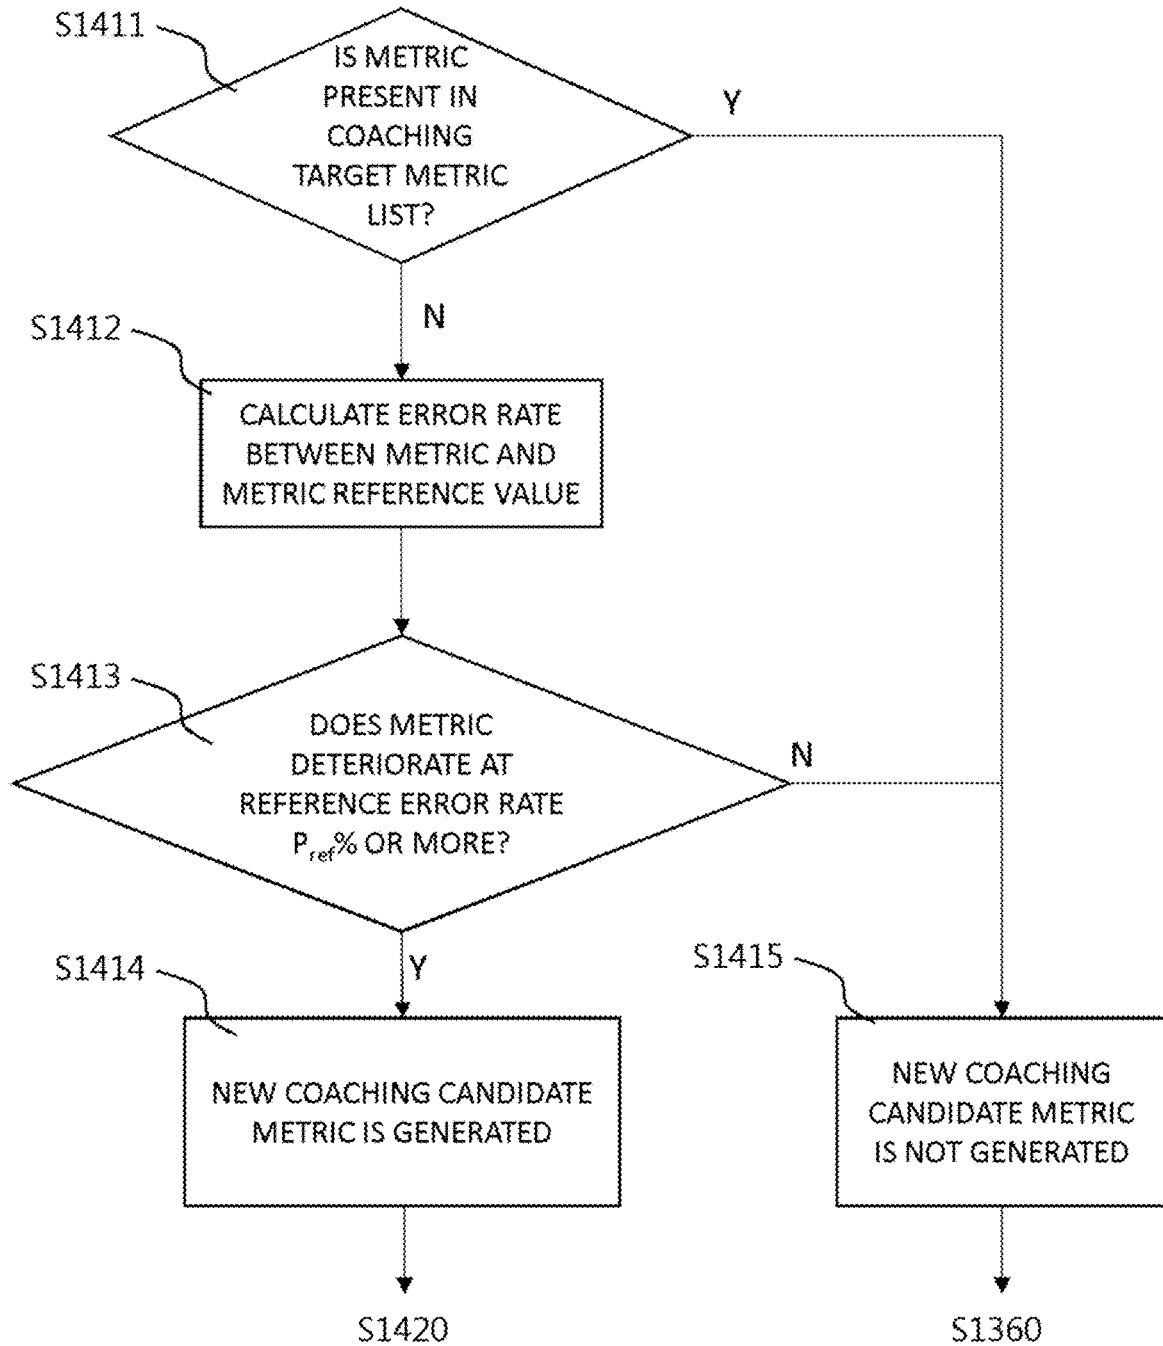 S1411
IS METRIC
PRESENT IN
COACHING
TARGET METRIC
LIST?
Y
N
S1412
CALCULATE ERROR RATE
BETWEEN METRIC AND
METRIC REFERENCE VALUE
S1413
DOES METRIC
DETERIORATE AT
REFERENCE ERROR RATE
Pref% OR MORE?
N
Y
S1414
NEW COACHING CANDIDATE
METRIC IS GENERATED
S1415
NEW COACHING
CANDIDATE METRIC
IS NOT GENERATED
S1420
S1360